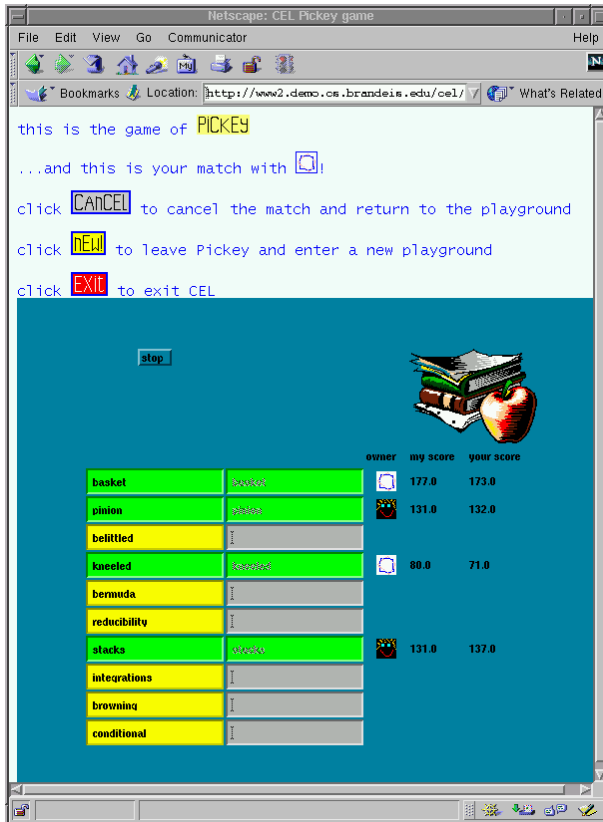 Netscape: CEL Pickey game
File Edit View Go Communicator Help
N
Bookmarks Location: http://www2.demo.cs.brandeis.edu/cel/ What's Related
this is the game of PICKEY
...and this is your match with !
click CANCEL to cancel the match and return to the playground
click NEW! to leave Pickey and enter a new playground
click EXIT to exit CEL
stop
owner my score your score
basket basket 177.0 173.0
pinion pinion 131.0 132.0
belittled
kneeled kneeled 80.0 71.0
bermuda
reducibility
stacks stacks 131.0 137.0
integrations
browning
conditional